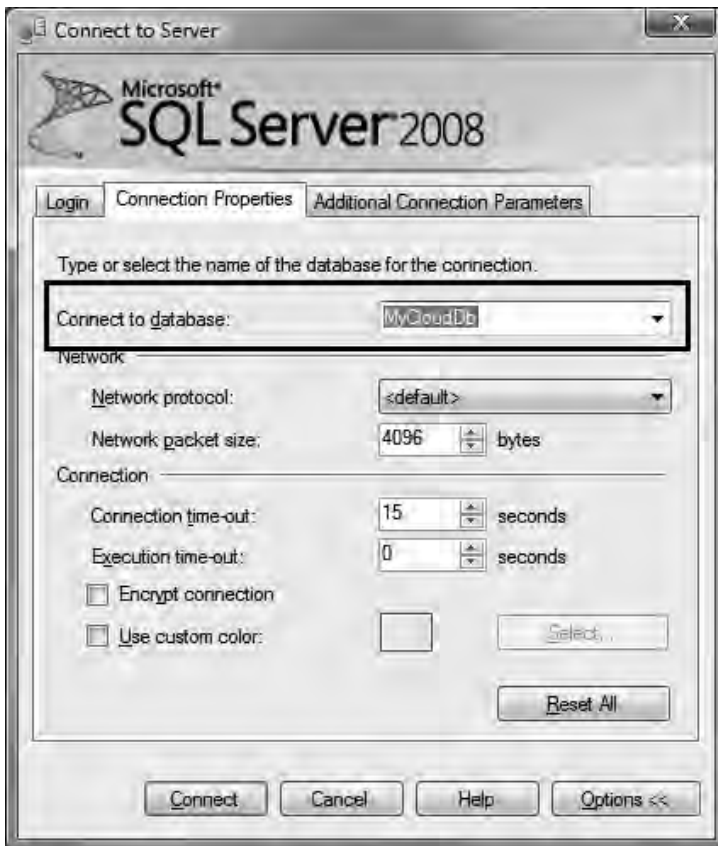 Connect to Server
Microsoft®
SQL Server 2008
Login Connection Properties Additional Connection Parameters
Type or select the name of the database for the connection.
Connect to database: MyCloudDb
Network
Network protocol: <default>
Network packet size: 4096 bytes
Connection
Connection time-out: 15 seconds
Execution time-out: 0 seconds
Encrypt connection
Use custom color: Select...
Reset All
Connect Cancel Help Options <<